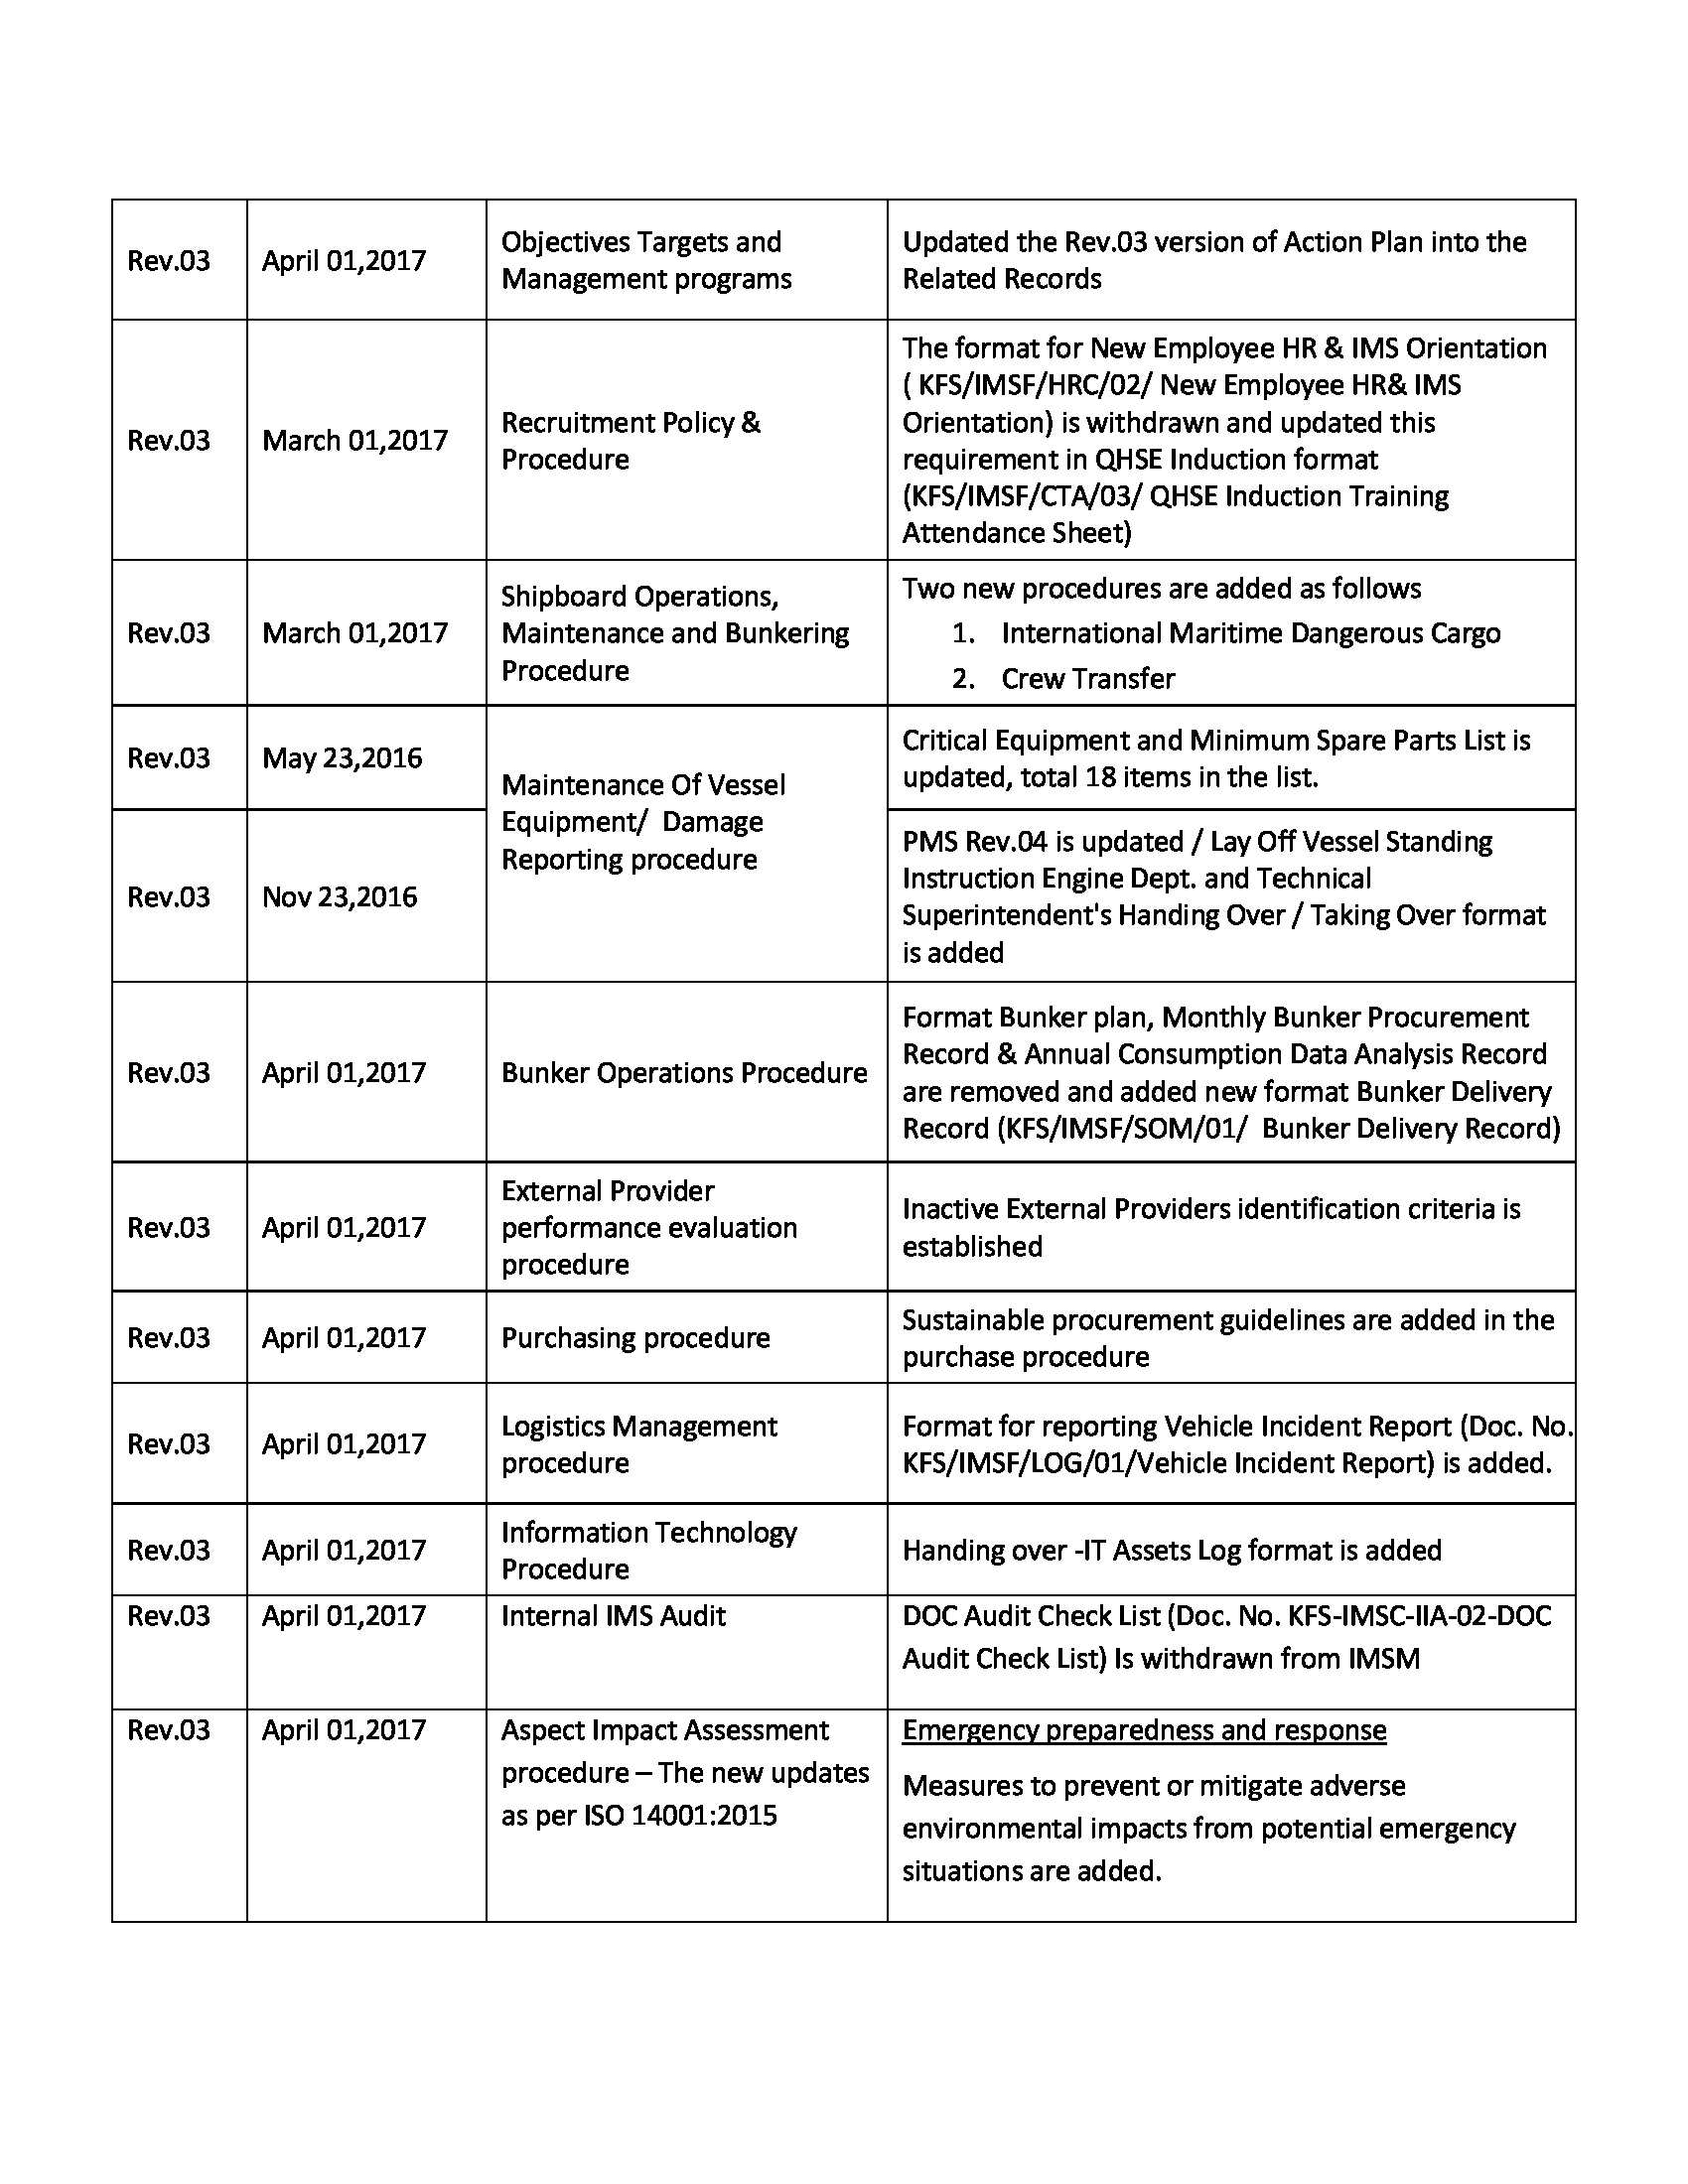 Rev.03 April 01,2017 Objectives Targets and Updated the Rev.03 version of Action Plan into the
Management programs Related Records
Rev.03 March 01,2017 Recruitment Policy &
Procedure
The format for New Employee HR & IMS Orientation
( KFS/IMSF/HRC/02/ New Employee HR& IMS
Orientation) is withdrawn and updated this
requirement in QHSE Induction format
(KFS/IMSF/CTA/03/ QHSE Induction Training
Attendance Sheet)
Rev.03 March 01,2017
Shipboard Operations,
Maintenance and Bunkering
Procedure
Two new procedures are added as follows
1. International Maritime Dangerous Cargo
2. Crew Transfer
Rev.03 May 23,2016
Maintenance Of Vessel
Equipment/  Damage
Reporting procedure
Critical Equipment and Minimum Spare Parts List is
updated, total 18 items in the list.
Rev.03 Nov 23,2016
PMS Rev.04 is updated / Lay Off Vessel Standing
Instruction Engine Dept. and Technical
Superintendent's Handing Over / Taking Over format
is added
Rev.03 April 01,2017 Bunker Operations Procedure
Format Bunker plan, Monthly Bunker Procurement
Record & Annual Consumption Data Analysis Record
are removed and added new format Bunker Delivery
Record (KFS/IMSF/SOM/01/  Bunker Delivery Record)
Rev.03 April 01,2017
External Provider
performance evaluation
procedure
Inactive External Providers identification criteria is
established
Rev.03 April 01,2017 Purchasing procedure
Sustainable procurement guidelines are added in the
purchase procedure
Rev.03 April 01,2017
Logistics Management
procedure
Format for reporting Vehicle Incident Report (Doc. No.
KFS/IMSF/LOG/01/Vehicle Incident Report) is added.
Rev.03 April 01,2017
Information Technology
Procedure
Handing over -IT Assets Log format is added
Rev.03 April 01,2017 Internal IMS Audit DOC Audit Check List (Doc. No. KFS-IMSC-IIA-02-DOC
Audit Check List) Is withdrawn from IMSM
Rev.03 April 01,2017
Aspect Impact Assessment
procedure – The new updates
as per ISO 14001:2015
Emergency preparedness and response
Measures to prevent or mitigate adverse
environmental impacts from potential emergency
situations are added.